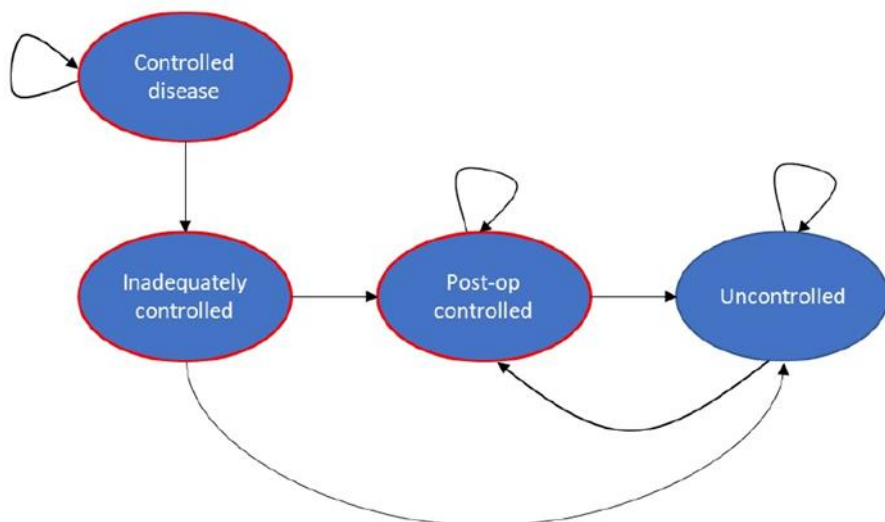 Controlled
disease
Inadequately
controlled
Post-op
controlled
Uncontrolled